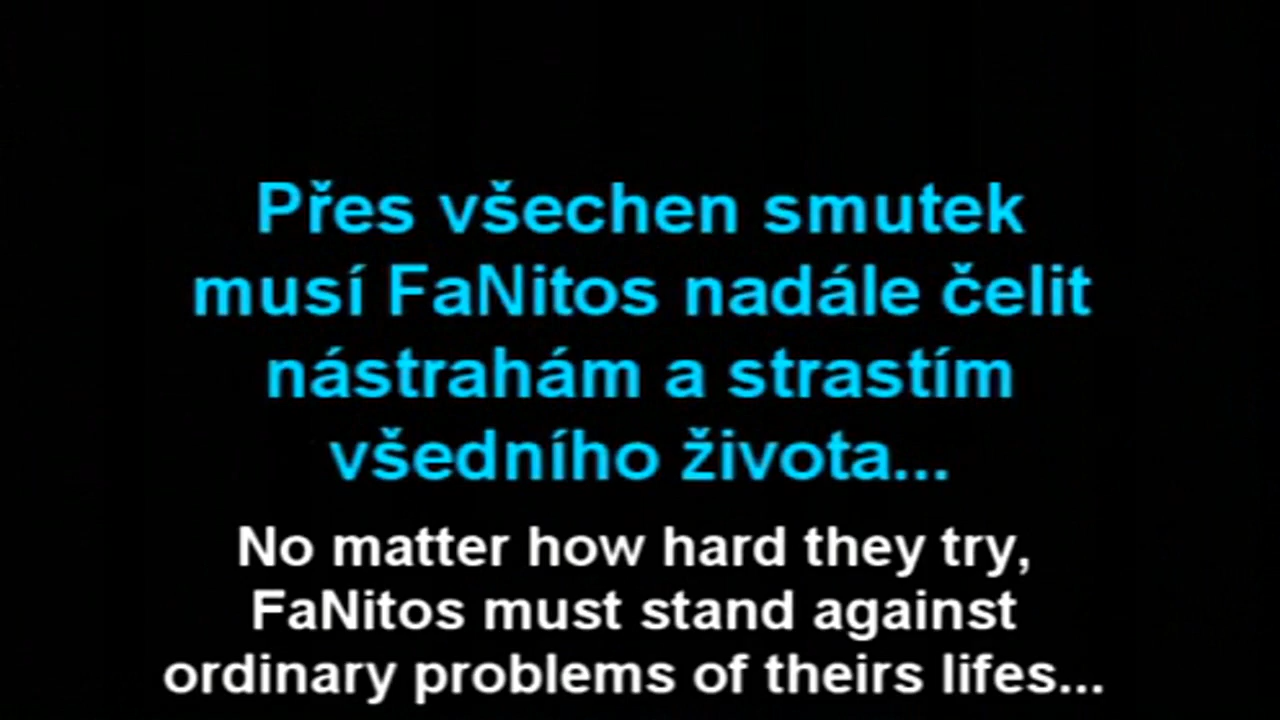 Přes všechen smutek
musí FaNitos nadále čelit
nástrahám a strastím
všedního života...
No matter how hard they try,
FaNitos must stand against
ordinary problems of theirs lifes...